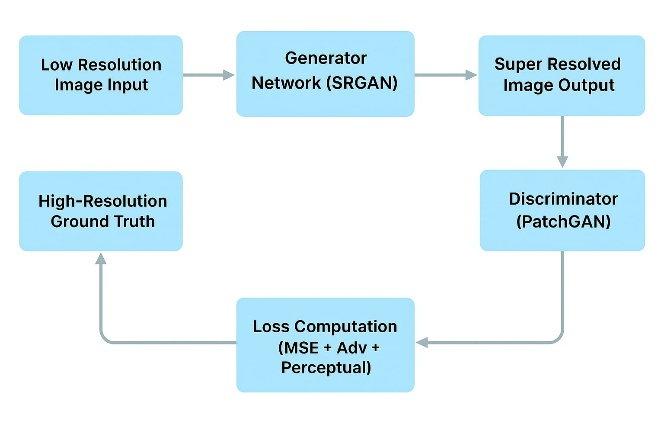 Low Resolution
Image Input
Generator
Network (SRGAN)
Super Resolved
Image Output
High-Resolution
Ground Truth
Discriminator
(PatchGAN)
Loss Computation
(MSE + Adv +
Perceptual)